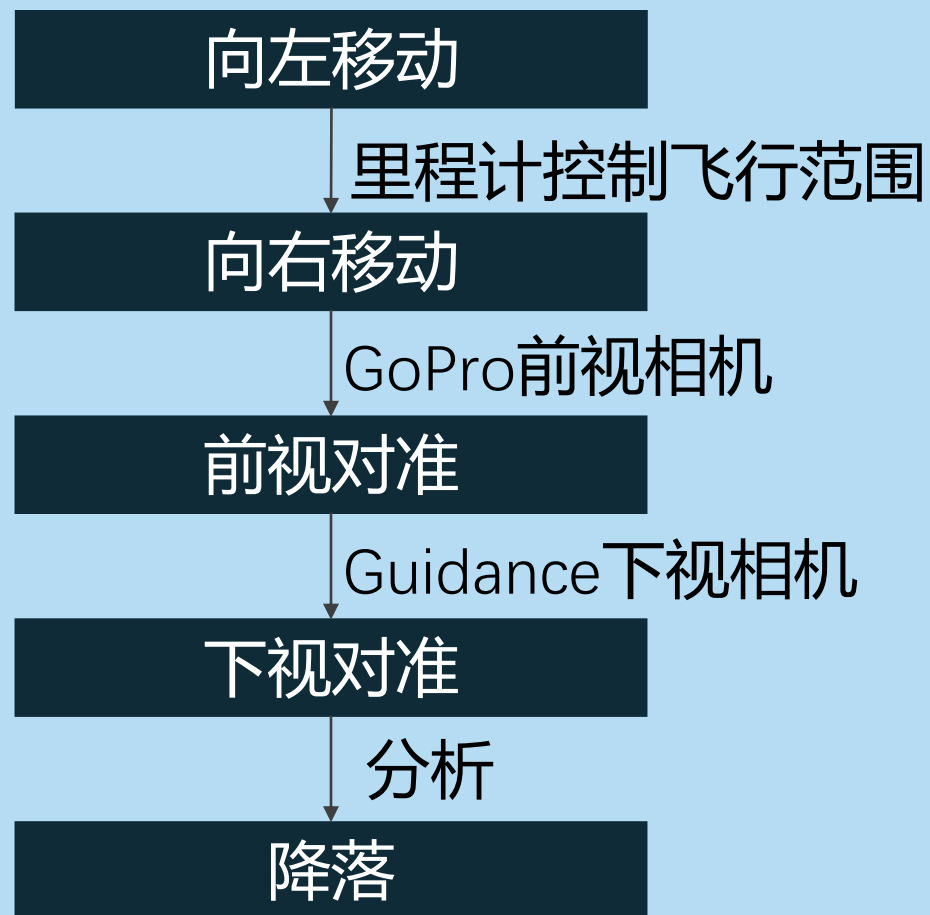 向左移动
里程计控制飞行范围
向右移动
GoPro前视相机
前视对准
Guidance下视相机
下视对准
分析
降落